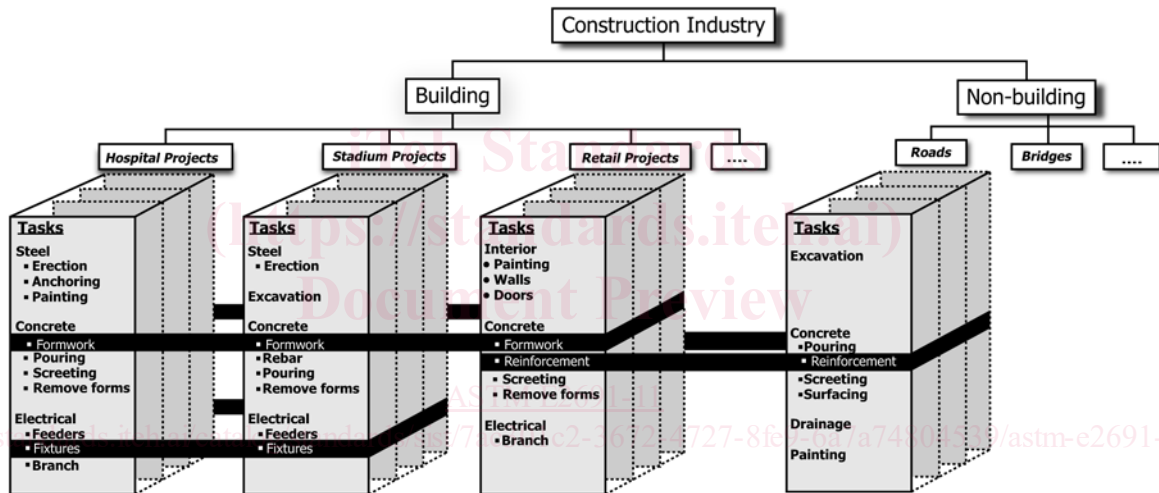 Construction Industry
Building
Non-building
Hospital Projects
Stadium Projects
Retail Projects
....
Roads
Bridges
....
Tasks
Steel
▪ Erection
▪ Anchoring
▪ Painting
Concrete
▪ Formwork
▪ Pouring
▪ Screeting
▪ Remove forms
Electrical
▪ Feeders
▪ Fixtures
▪ Branch
Tasks
Steel
▪ Erection
Excavation
Concrete
▪ Formwork
▪ Rebar
▪ Pouring
▪ Remove forms
Electrical
▪ Feeders
▪ Fixtures
Tasks
Interior
• Painting
• Walls
• Doors
Concrete
▪ Formwork
▪ Reinforcement
▪ Screeting
▪ Remove forms
Electrical
▪ Branch
Tasks
Excavation
Concrete
▪ Pouring
▪ Reinforcement
▪ Screeting
▪ Surfacing
Drainage
Painting
iTeh Standards
(https://standards.iteh.ai)
Document Preview
ASTM E2691-11